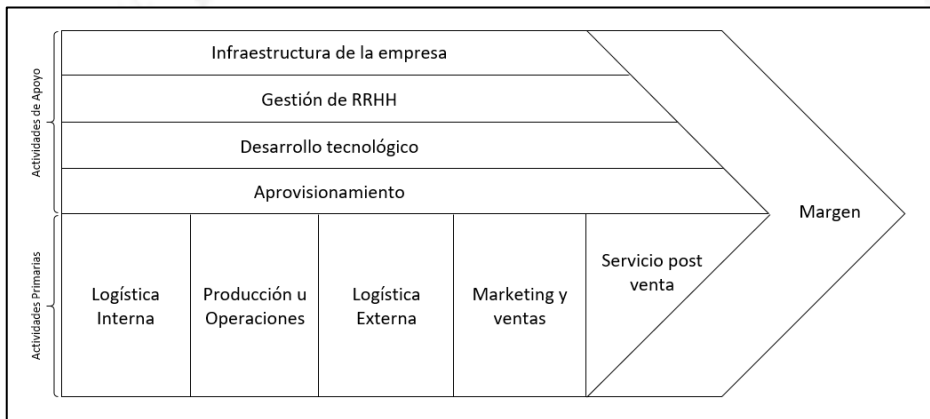 Actividades de Apoyo
Infraestructura de la empresa
Gestión de RRHH
Desarrollo tecnológico
Aprovisionamiento
Margen
Actividades Primarias
Logística
Interna
Producción u
Operaciones
Logística
Externa
Marketing y
ventas
Servicio post
venta